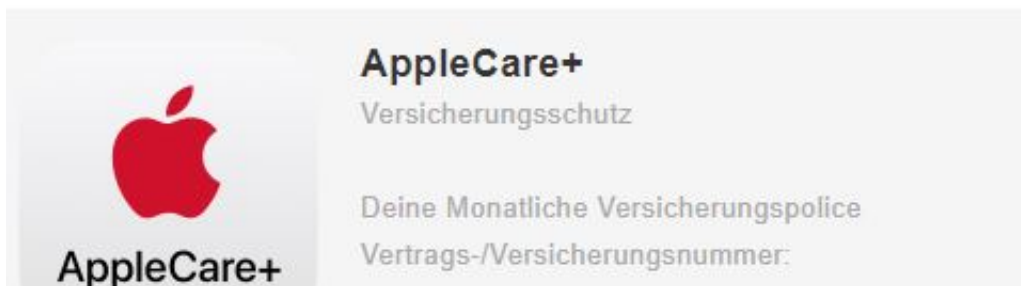 AppleCare+
Versicherungsschutz
Deine Monatliche Versicherungspolice
Vertrags-/Versicherungsnummer:
AppleCare+